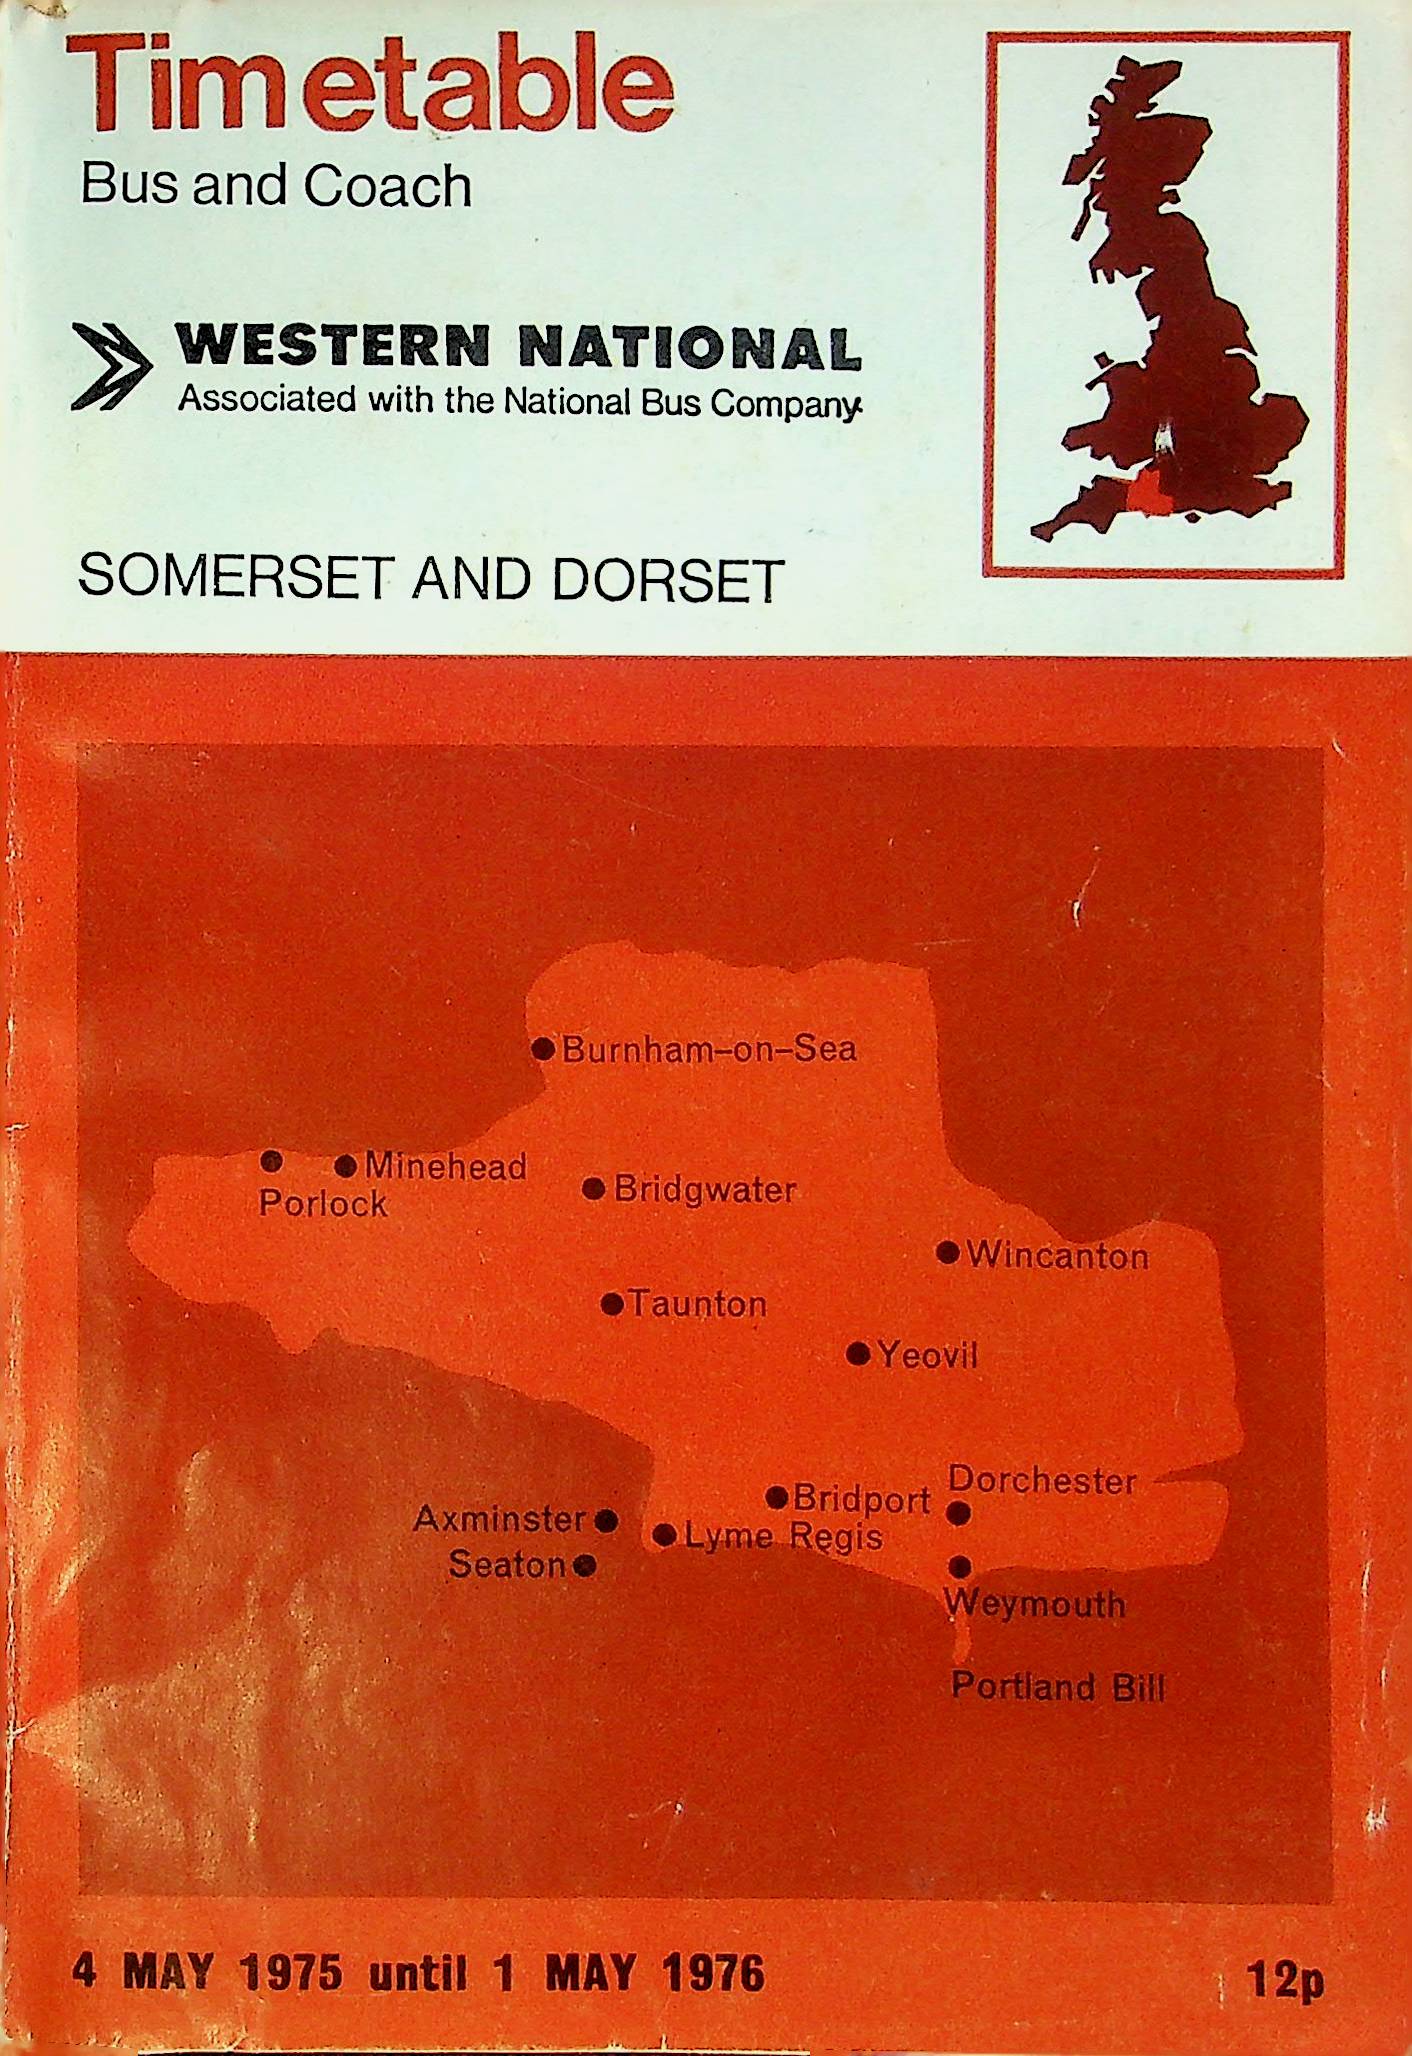 Timetable
Bus and Coach
WESTERN NATIONAL
Associated with the National Bus Company
SOMERSET AND DORSET
Burnham-on-Sea
Minehead
Porlock
Bridgwater
Wincanton
Taunton
Yeovil
Dorchester
Bridport
Axminster
Lyme Regis
Seaton
Weymouth
Portland Bill
4 MAY 1975 until 1 MAY 1976
12p